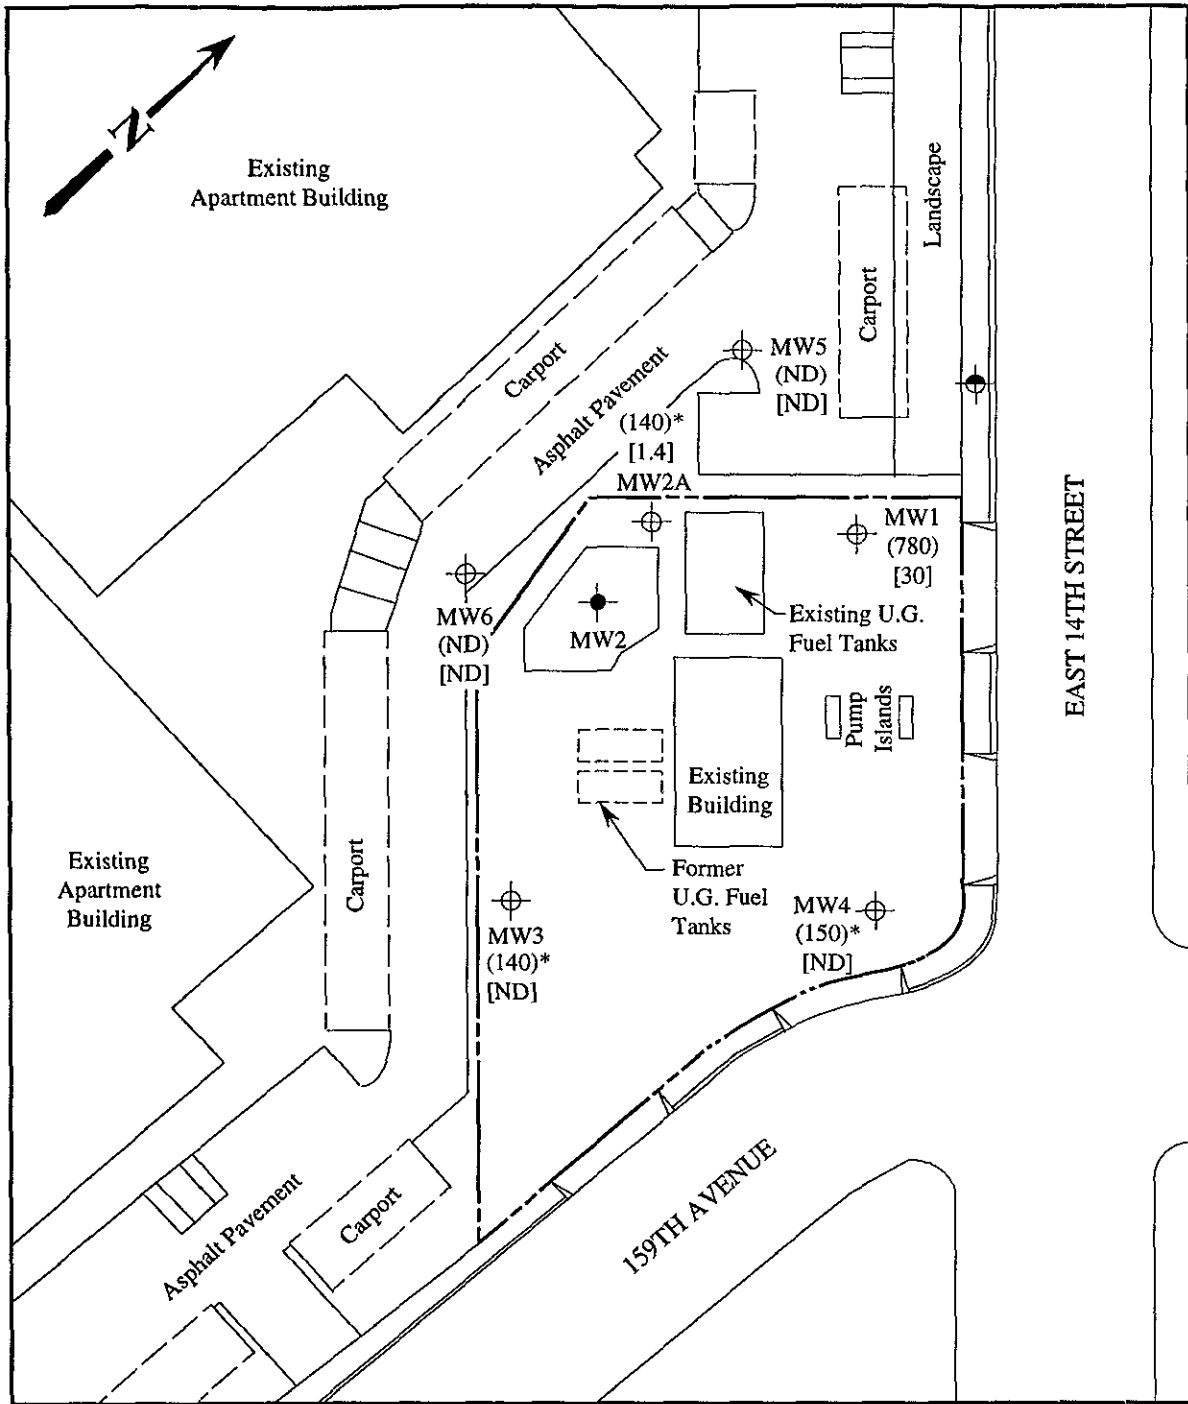 N
Existing
Apartment Building
Landscape
Carport
Carport
Asphalt Pavement
MW5
(ND)
[ND]
(140)*
[1.4]
MW2A
MW1
(780)
[30]
EAST 14TH STREET
MW6
(ND)
[ND]
MW2
Existing U.G.
Fuel Tanks
Pump
Islands
Existing
Building
Existing
Apartment
Building
Carport
Former
U.G. Fuel
Tanks
MW3
(140)*
[ND]
MW4
(150)*
[ND]
159TH AVENUE
Asphalt Pavement
Carport